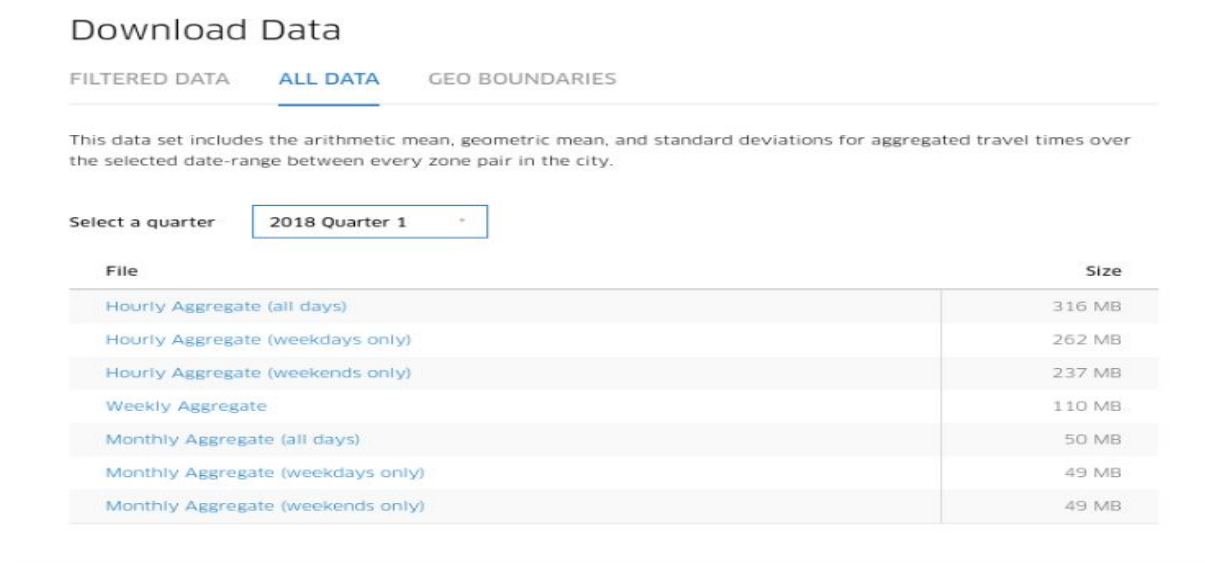 Download Data
FILTERED DATA ALL DATA GEO BOUNDARIES
This data set includes the arithmetic mean, geometric mean, and standard deviations for aggregated travel times over
the selected date-range between every zone pair in the city.
Select a quarter 2018 Quarter 1
File Size
Hourly Aggregate (all days) 316 MB
Hourly Aggregate (weekdays only) 262 MB
Hourly Aggregate (weekends only) 237 MB
Weekly Aggregate 110 MB
Monthly Aggregate (all days) 50 MB
Monthly Aggregate (weekdays only) 49 MB
Monthly Aggregate (weekends only) 49 MB